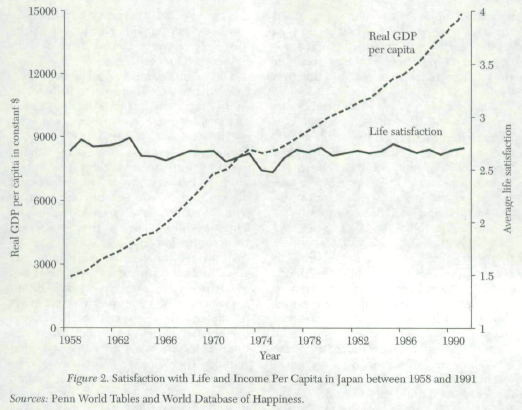 15000
12000
9000
6000
3000
0
Real GDP per capita in constant $
Real GDP
per capita
Life satisfaction
4
3.5
3
2.5
2
1.5
1
Average life satisfaction
1958 1962 1966 1970 1974 1978 1982 1986 1990
Year
Figure 2. Satisfaction with Life and Income Per Capita in Japan between 1958 and 1991
Sources: Penn World Tables and World Database of Happiness.